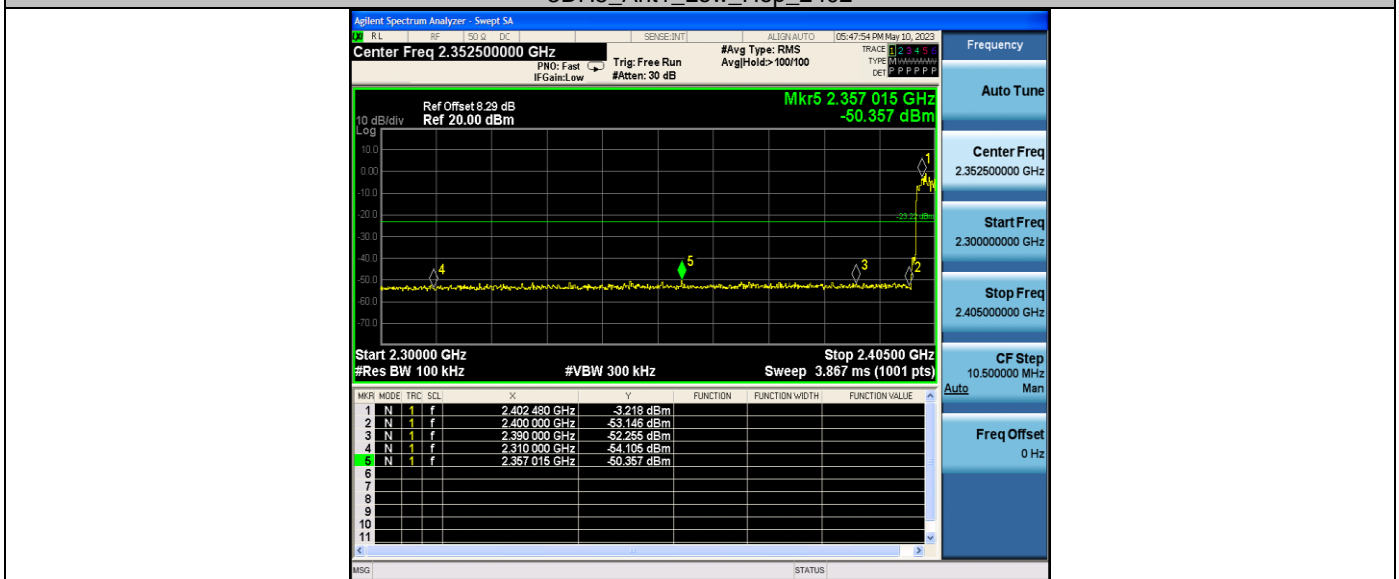 Agilent Spectrum Analyzer - Swept SA
RL RF 50 Ω DC SENSE:INT ALIGNAUTO 05:47:54 PM May 10, 2023
Center Freq 2.352500000 GHz
PNO: Fast
IFGain:Low
Trig: Free Run
#Atten: 30 dB
#Avg Type: RMS
Avg|Hold:> 100/100
TRACE 1 2 3 4 5 6
TYPE M
DET P P P P P P
Frequency
Auto Tune
Center Freq
2.352500000 GHz
Start Freq
2.300000000 GHz
Stop Freq
2.405000000 GHz
CF Step
10.500000 MHz
Auto Man
Freq Offset
0 Hz
Mkr5 2.357 015 GHz
-50.357 dBm
Ref Offset 8.29 dB
10 dB/div Ref 20.00 dBm
Log
10.0
0.00
-10.0
-20.0
-30.0
-40.0
-50.0
-60.0
-70.0
-23.22 dBm
1
4
5
3
2
Start 2.30000 GHz Stop 2.40500 GHz
#Res BW 100 kHz #VBW 300 kHz Sweep 3.867 ms (1001 pts)
MKR MODE TRC SCL X Y FUNCTION FUNCTION WIDTH FUNCTION VALUE
1 N 1 f 2.402 480 GHz -3.218 dBm
2 N 1 f 2.400 000 GHz -53.146 dBm
3 N 1 f 2.390 000 GHz -52.255 dBm
4 N 1 f 2.310 000 GHz -54.105 dBm
5 N 1 f 2.357 015 GHz -50.357 dBm
6
7
8
9
10
11
MSG STATUS